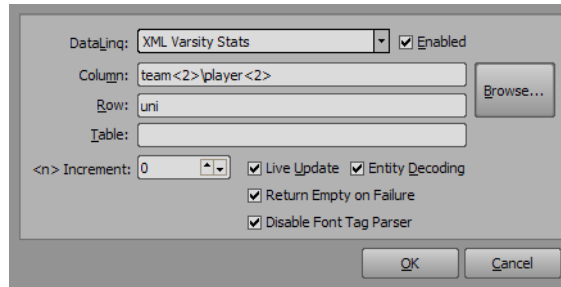 DataLinq: XML Varsity Stats Enabled
Column: team<2>\player<2>
Browse...
Row: uni
Table:
<n> Increment: 0 Live Update Entity Decoding
Return Empty on Failure
Disable Font Tag Parser
OK Cancel